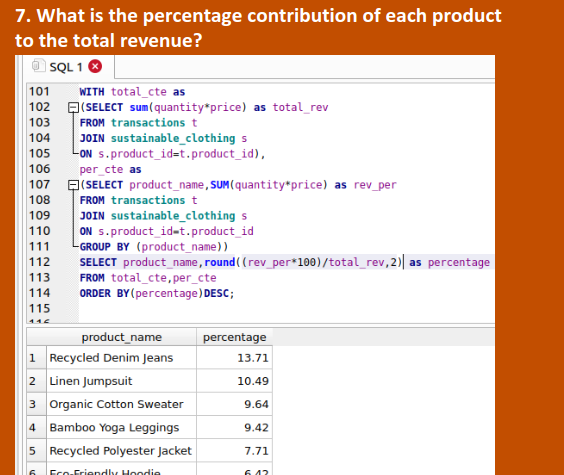 7. What is the percentage contribution of each product
to the total revenue?
SQL 1
101 WITH total_cte as
102 (SELECT sum(quantity*price) as total_rev
103 FROM transactions t
104 JOIN sustainable_clothing s
105 ON s.product_id=t.product_id),
106 per_cte as
107 (SELECT product_name,SUM(quantity*price) as rev_per
108 FROM transactions t
109 JOIN sustainable_clothing s
110 ON s.product_id=t.product_id
111 GROUP BY (product_name))
112 SELECT product_name,round((rev_per*100)/total_rev,2) as percentage
113 FROM total_cte,per_cte
114 ORDER BY(percentage)DESC;
115
116
product_name percentage
1 Recycled Denim Jeans 13.71
2 Linen Jumpsuit 10.49
3 Organic Cotton Sweater 9.64
4 Bamboo Yoga Leggings 9.42
5 Recycled Polyester Jacket 7.71
6 Eco-Friendly Hoodie 6.42